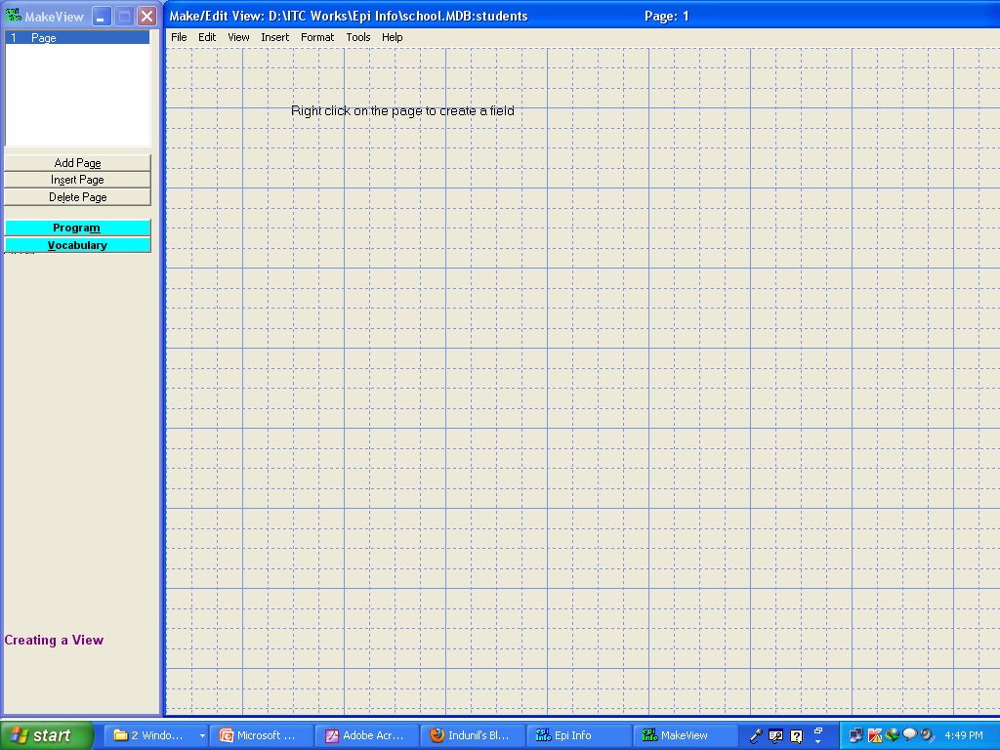 MakeView
1 Page
Add Page
Insert Page
Delete Page
Program
Vocabulary
Creating a View
Make/Edit View: D:\ITC Works\Epi Info\school.MDB:students Page: 1
File Edit View Insert Format Tools Help
Right click on the page to create a field
start 2 Windo... Microsoft ... Adobe Acr... Indunil's Bl... Epi Info MakeView 4:49 PM